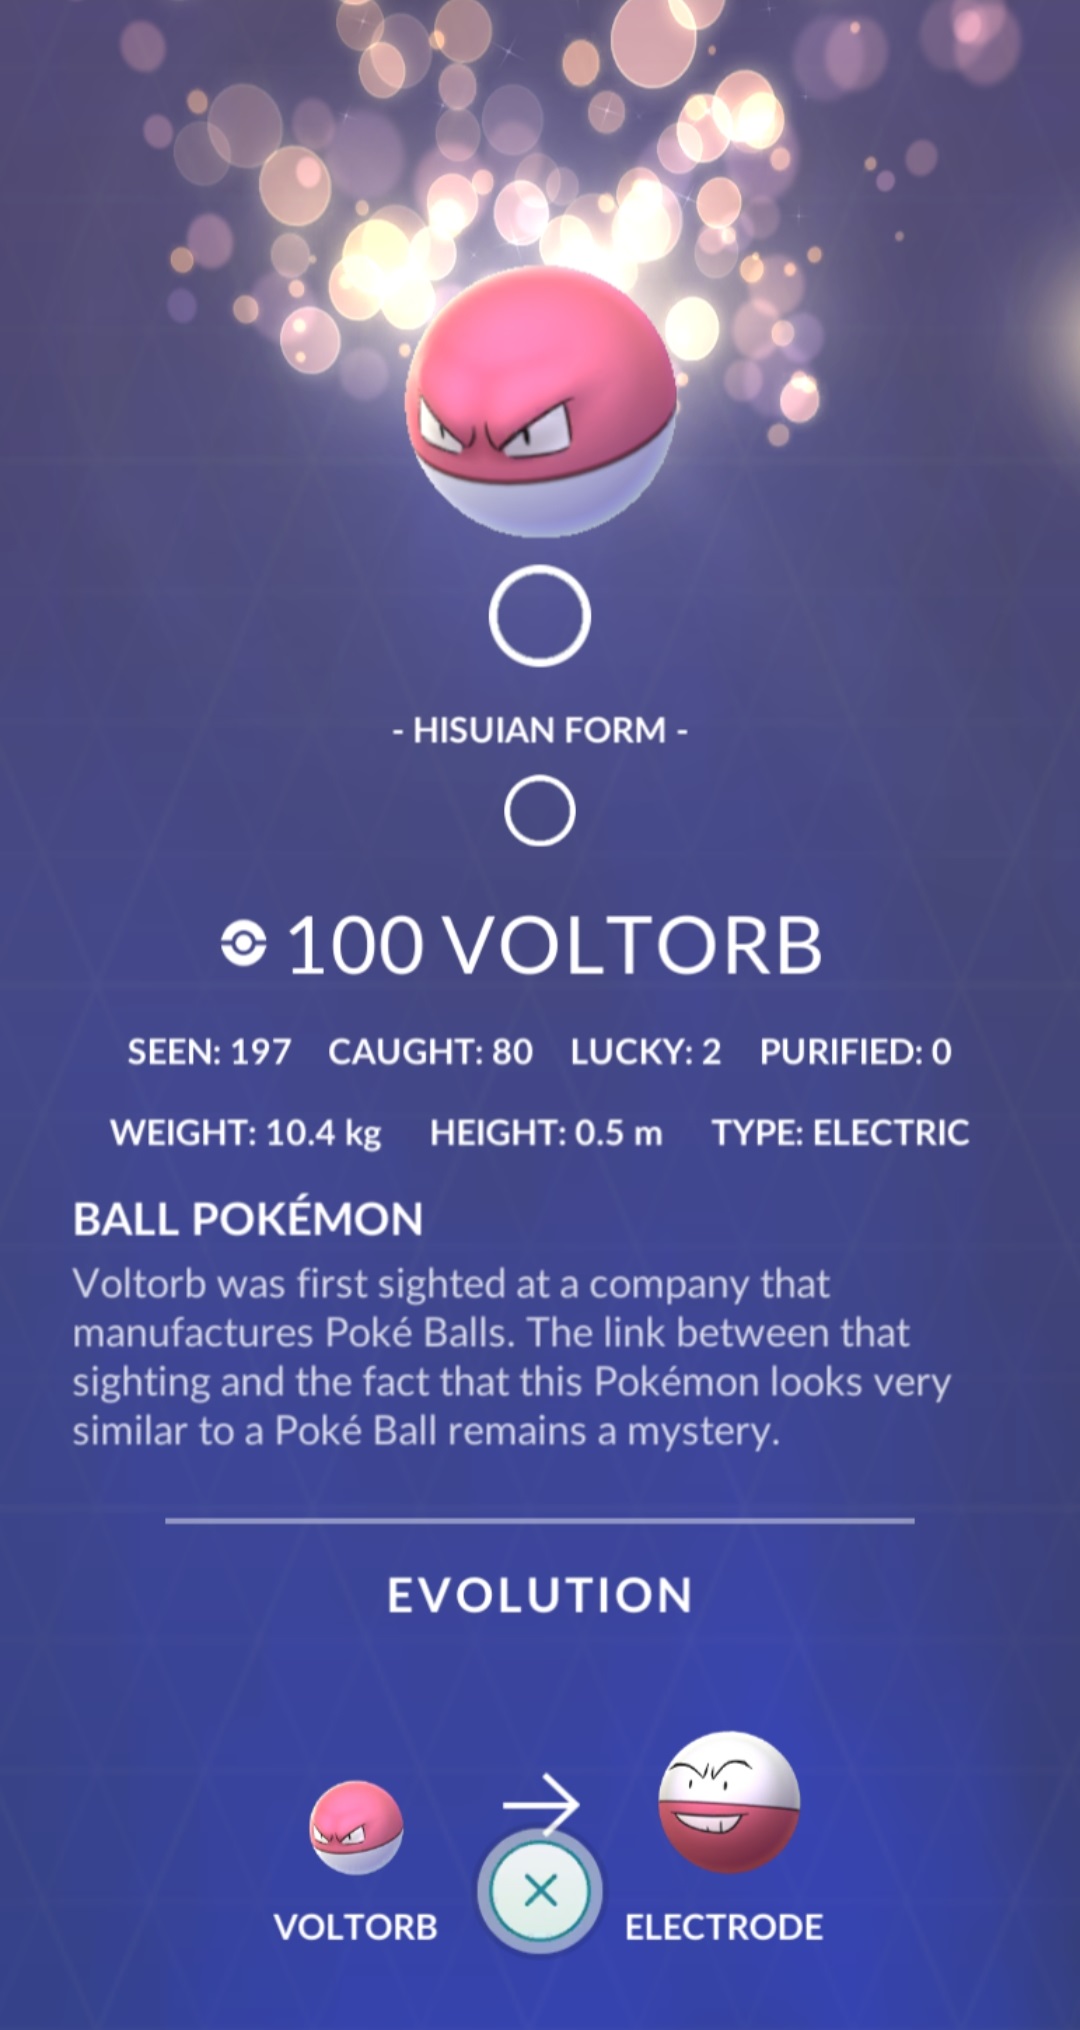 - HISUIAN FORM -
100 VOLTORB
SEEN: 197 CAUGHT: 80 LUCKY: 2 PURIFIED: 0
WEIGHT: 10.4 kg HEIGHT: 0.5 m TYPE: ELECTRIC
BALL POKÉMON
Voltorb was first sighted at a company that
manufactures Poké Balls. The link between that
sighting and the fact that this Pokémon looks very
similar to a Poké Ball remains a mystery.
EVOLUTION
VOLTORB ELECTRODE